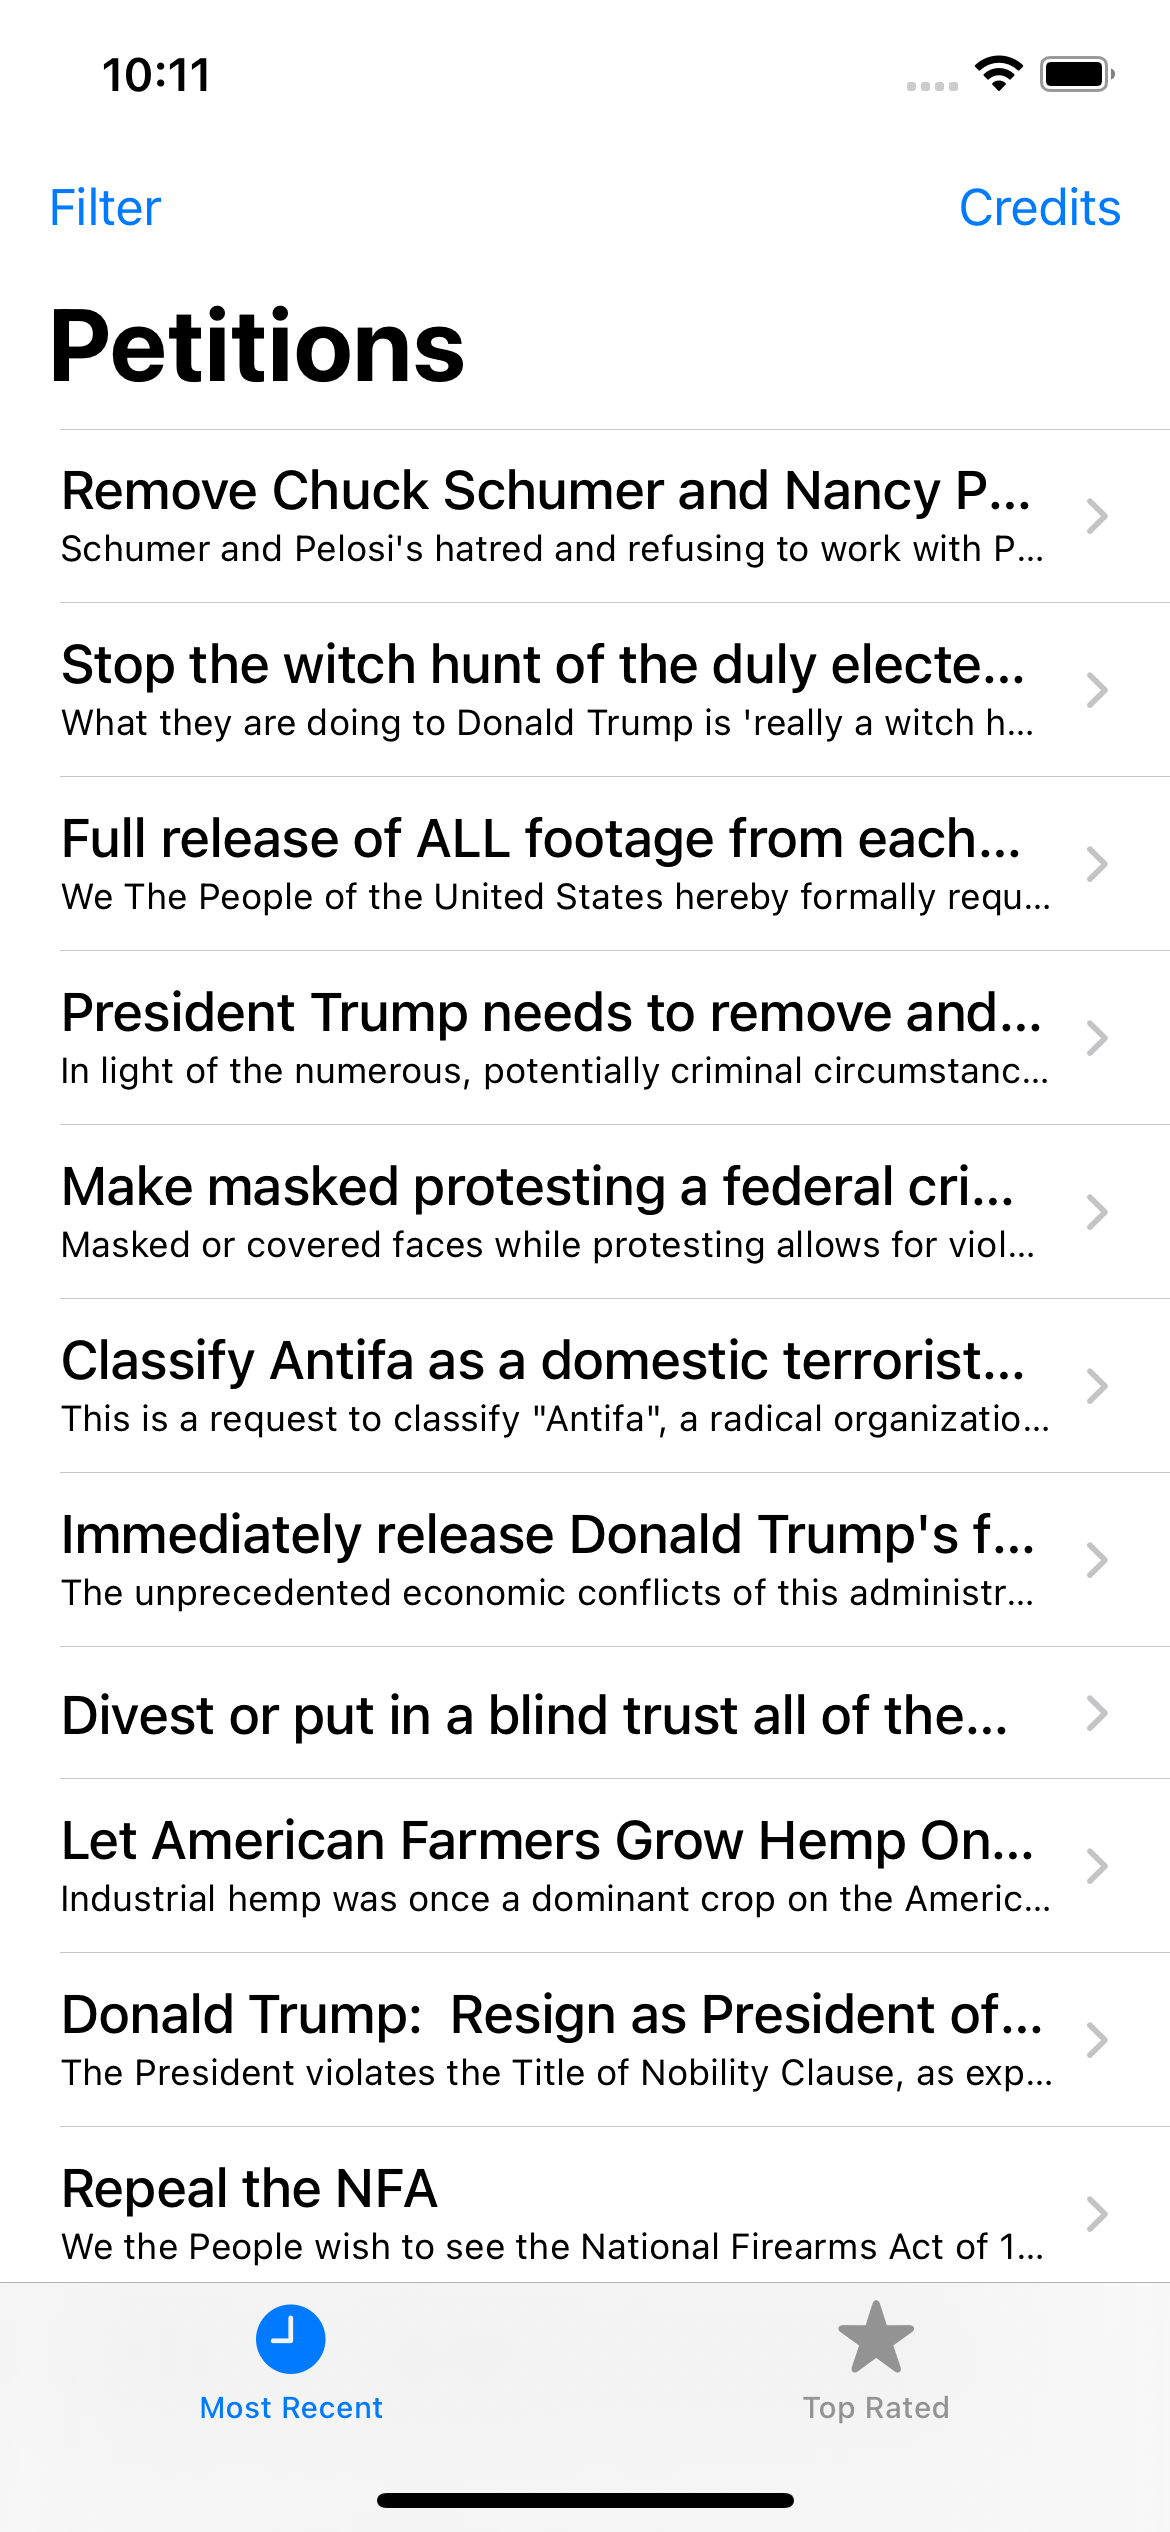 10:11
Filter
Credits
Petitions
Remove Chuck Schumer and Nancy P...
Schumer and Pelosi's hatred and refusing to work with P...
Stop the witch hunt of the duly electe...
What they are doing to Donald Trump is 'really a witch h...
Full release of ALL footage from each...
We The People of the United States hereby formally requ...
President Trump needs to remove and...
In light of the numerous, potentially criminal circumstanc...
Make masked protesting a federal cri...
Masked or covered faces while protesting allows for viol...
Classify Antifa as a domestic terrorist...
This is a request to classify "Antifa", a radical organizatio...
Immediately release Donald Trump's f...
The unprecedented economic conflicts of this administr...
Divest or put in a blind trust all of the...
Let American Farmers Grow Hemp On...
Industrial hemp was once a dominant crop on the Americ...
Donald Trump:  Resign as President of...
The President violates the Title of Nobility Clause, as exp...
Repeal the NFA
We the People wish to see the National Firearms Act of 1...
Most Recent
Top Rated